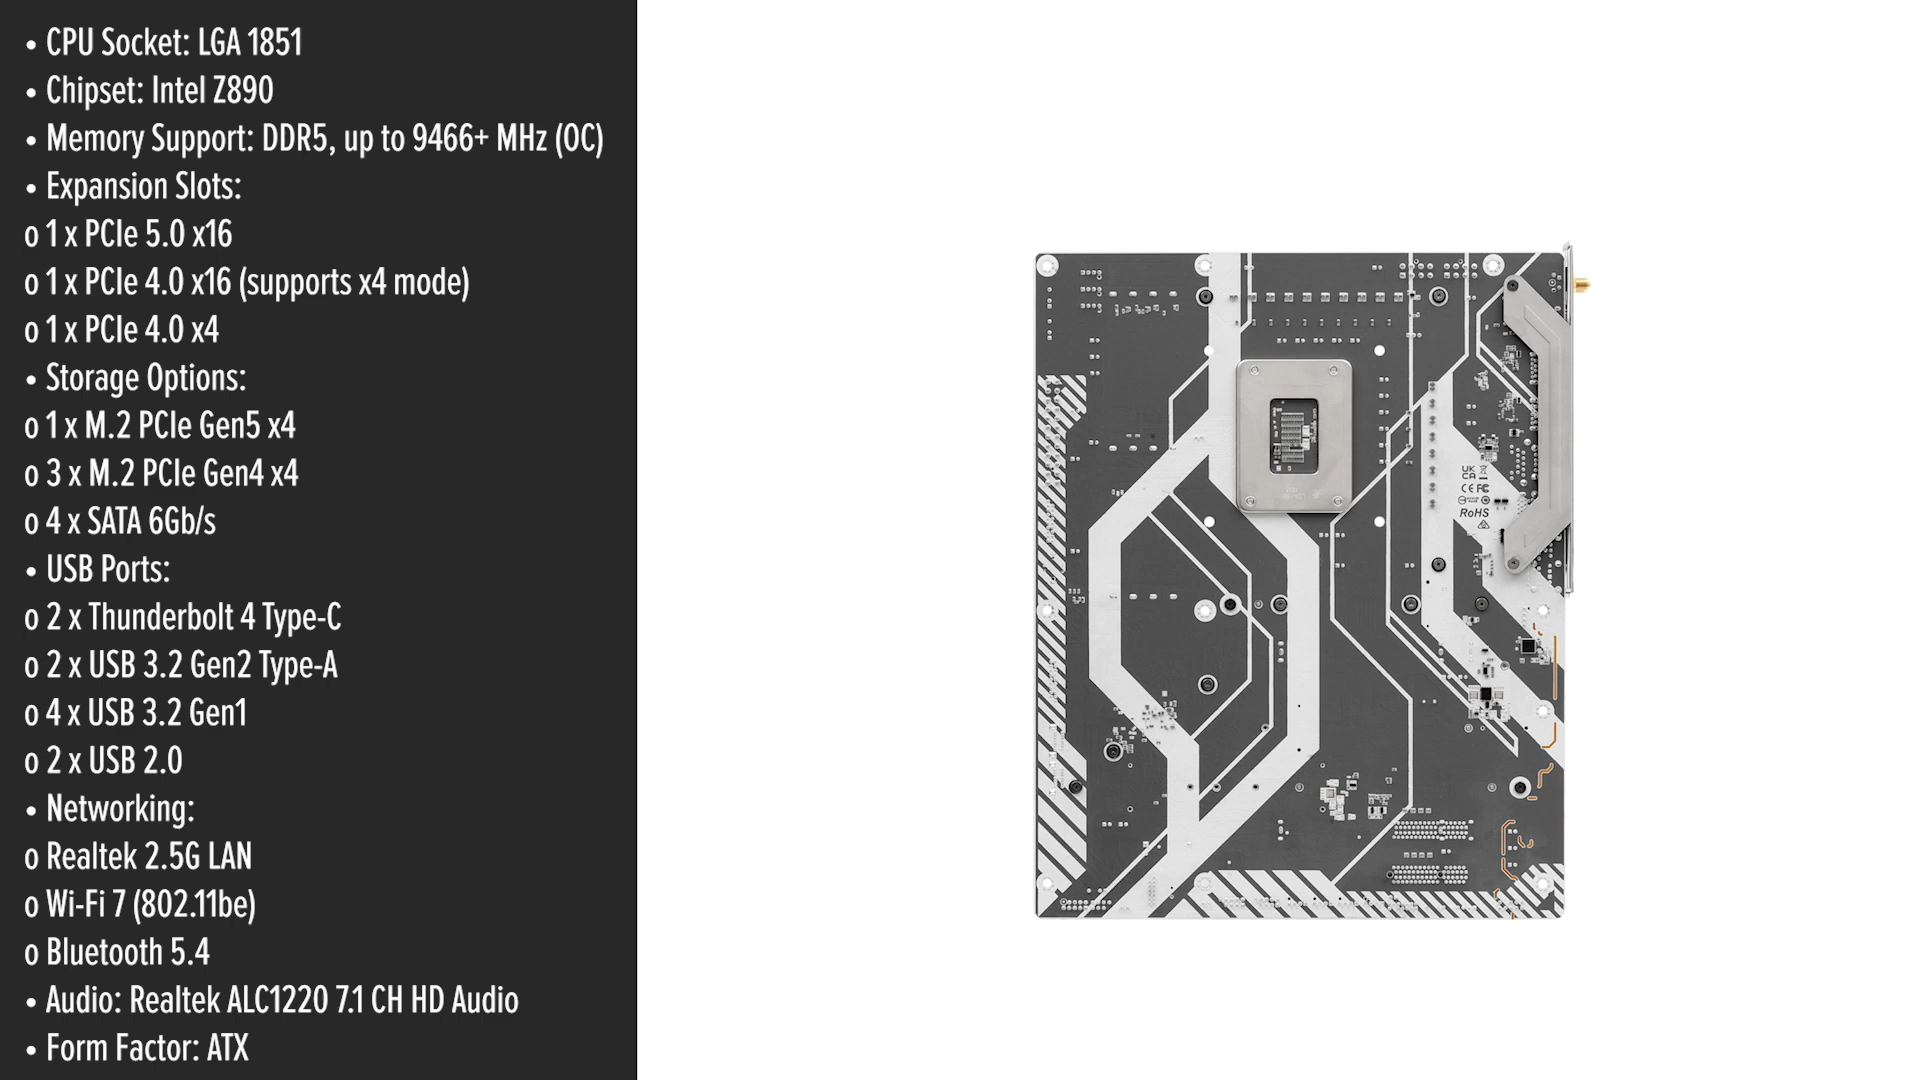 • CPU Socket: LGA 1851
• Chipset: Intel Z890
• Memory Support: DDR5, up to 9466+ MHz (OC)
• Expansion Slots:
o 1 x PCIe 5.0 x16
o 1 x PCIe 4.0 x16 (supports x4 mode)
o 1 x PCIe 4.0 x4
• Storage Options:
o 1 x M.2 PCIe Gen5 x4
o 3 x M.2 PCIe Gen4 x4
o 4 x SATA 6Gb/s
• USB Ports:
o 2 x Thunderbolt 4 Type-C
o 2 x USB 3.2 Gen2 Type-A
o 4 x USB 3.2 Gen1
o 2 x USB 2.0
• Networking:
o Realtek 2.5G LAN
o Wi-Fi 7 (802.11be)
o Bluetooth 5.4
• Audio: Realtek ALC1220 7.1 CH HD Audio
• Form Factor: ATX
UK
CA
CE FC
RoHS